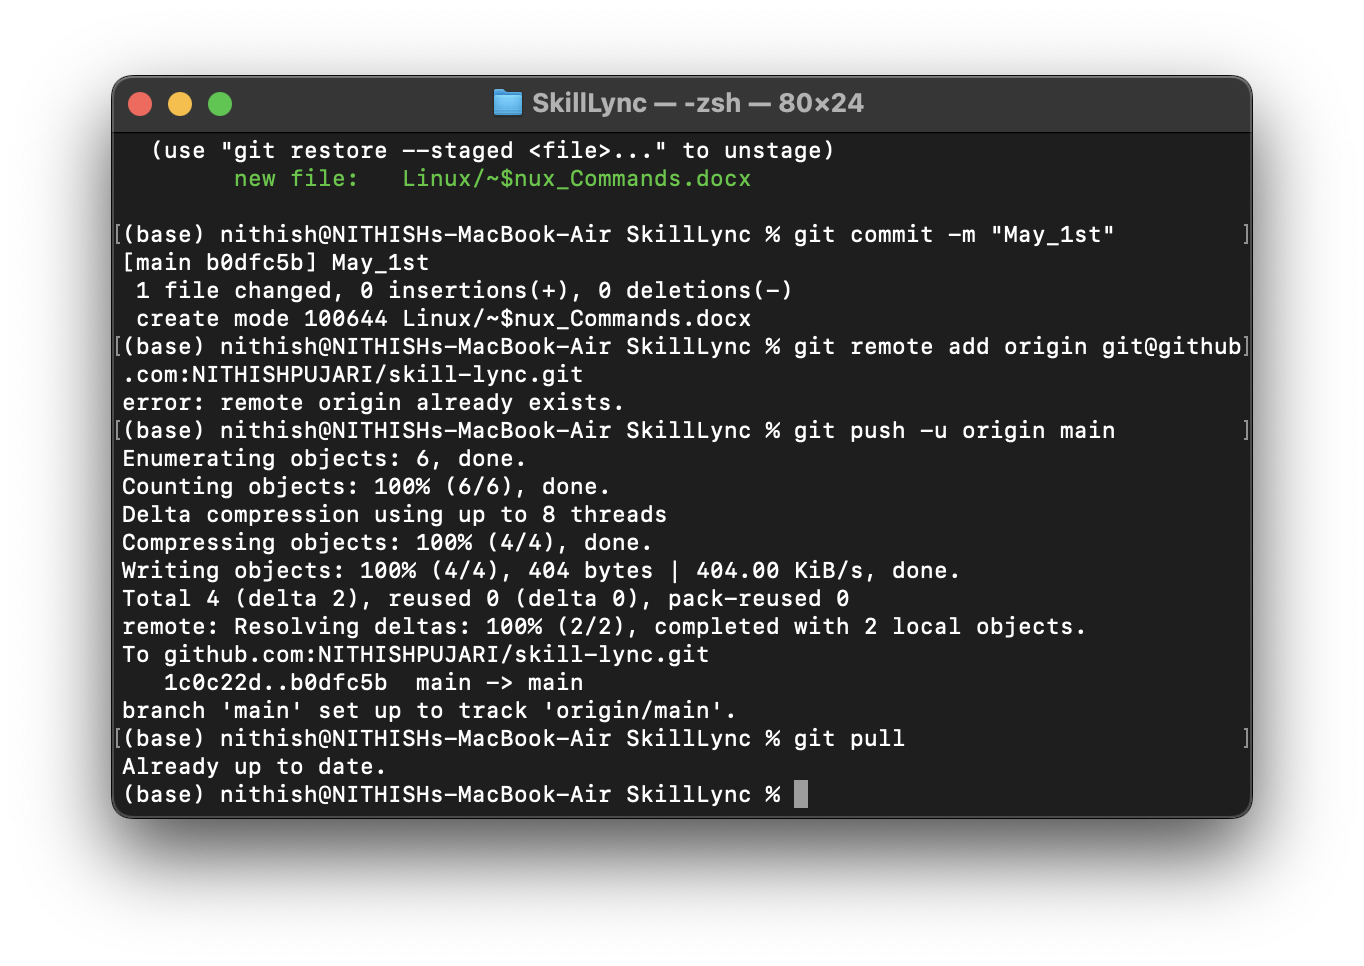 SkillLync — -zsh — 80×24
(use "git restore --staged <file>..." to unstage)
new file:   Linux/~$nux_Commands.docx
[(base) nithish@NITHISHs-MacBook-Air SkillLync % git commit -m "May_1st" ]
[main b0dfc5b] May_1st
1 file changed, 0 insertions(+), 0 deletions(-)
create mode 100644 Linux/~$nux_Commands.docx
[(base) nithish@NITHISHs-MacBook-Air SkillLync % git remote add origin git@github]
.com:NITHISHPUJARI/skill-lync.git
error: remote origin already exists.
[(base) nithish@NITHISHs-MacBook-Air SkillLync % git push -u origin main ]
Enumerating objects: 6, done.
Counting objects: 100% (6/6), done.
Delta compression using up to 8 threads
Compressing objects: 100% (4/4), done.
Writing objects: 100% (4/4), 404 bytes | 404.00 KiB/s, done.
Total 4 (delta 2), reused 0 (delta 0), pack-reused 0
remote: Resolving deltas: 100% (2/2), completed with 2 local objects.
To github.com:NITHISHPUJARI/skill-lync.git
1c0c22d..b0dfc5b  main -> main
branch 'main' set up to track 'origin/main'.
[(base) nithish@NITHISHs-MacBook-Air SkillLync % git pull ]
Already up to date.
(base) nithish@NITHISHs-MacBook-Air SkillLync %